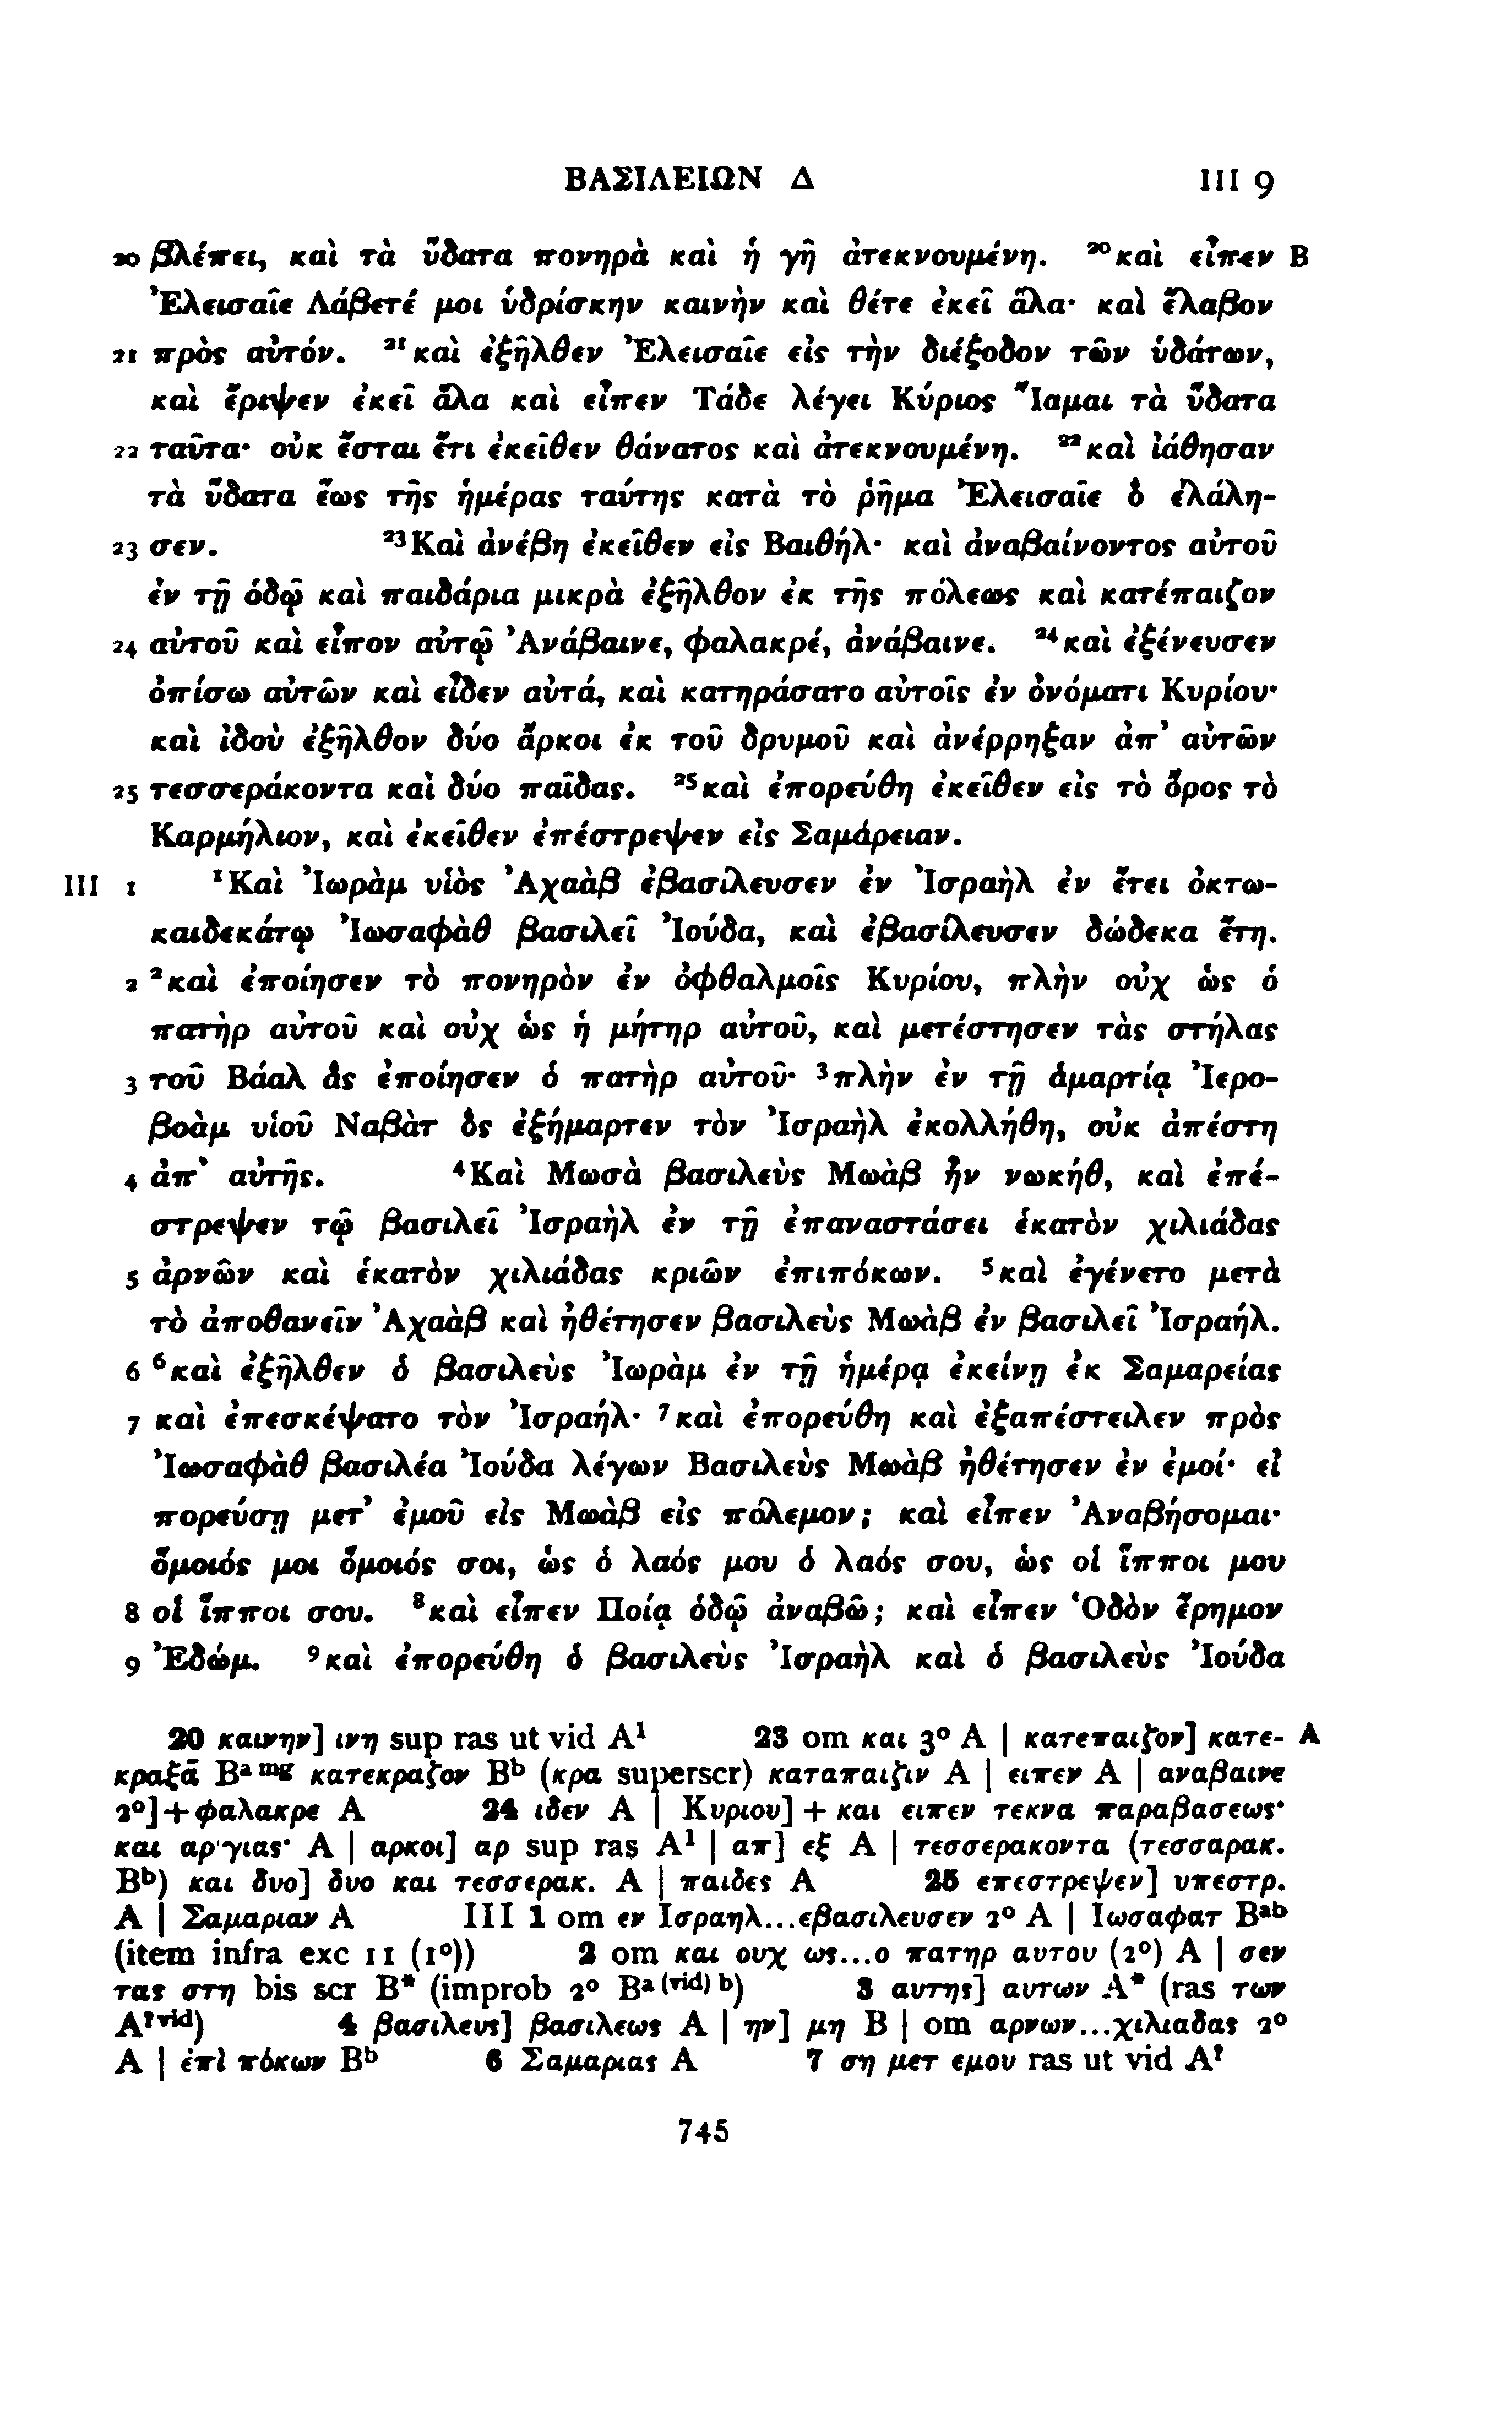 ΒΑΣΙΛΕΙΩΝ Δ III 9
20 βλέπει, καὶ τὰ ὕδατα πονηρὰ καὶ ἡ γῆ ἀτεκνουμένη. ²⁰καὶ εἶπεν B
Ἐλεισαῖε Λάβετέ μοι ὑδρίσκην καινὴν καὶ θέτε ἐκεῖ ἅλα· καὶ ἔλαβον
21 πρὸς αὐτόν. ²¹καὶ ἐξῆλθεν Ἐλεισαῖε εἰς τὴν διέξοδον τῶν ὑδάτων,
καὶ ἔριψεν ἐκεῖ ἅλα καὶ εἶπεν Τάδε λέγει Κύριος Ἴαμαι τὰ ὕδατα
22 ταῦτα· οὐκ ἔσται ἔτι ἐκεῖθεν θάνατος καὶ ἀτεκνουμένη. ²²καὶ ἰάθησαν
τὰ ὕδατα ἕως τῆς ἡμέρας ταύτης κατὰ τὸ ῥῆμα Ἐλεισαῖε ὃ ἐλάλη-
23 σεν. ²³Καὶ ἀνέβη ἐκεῖθεν εἰς Βαιθήλ· καὶ ἀναβαίνοντος αὐτοῦ
ἐν τῇ ὁδῷ καὶ παιδάρια μικρὰ ἐξῆλθον ἐκ τῆς πόλεως καὶ κατέπαιζον
24 αὐτοῦ καὶ εἶπον αὐτῷ Ἀνάβαινε, φαλακρέ, ἀνάβαινε. ²⁴καὶ ἐξένευσεν
ὀπίσω αὐτῶν καὶ εἶδεν αὐτά, καὶ κατηράσατο αὐτοῖς ἐν ὀνόματι Κυρίου·
καὶ ἰδοὺ ἐξῆλθον δύο ἄρκοι ἐκ τοῦ δρυμοῦ καὶ ἀνέρρηξαν ἀπ’ αὐτῶν
25 τεσσεράκοντα καὶ δύο παῖδας. ²⁵καὶ ἐπορεύθη ἐκεῖθεν εἰς τὸ ὄρος τὸ
Καρμήλιον, καὶ ἐκεῖθεν ἐπέστρεψεν εἰς Σαμάρειαν.
III 1 ¹Καὶ Ἰωρὰμ υἱὸς Ἀχαὰβ ἐβασίλευσεν ἐν Ἰσραὴλ ἐν ἔτει ὀκτω-
καιδεκάτῳ Ἰωσαφὰθ βασιλεῖ Ἰούδα, καὶ ἐβασίλευσεν δώδεκα ἔτη.
2 ²καὶ ἐποίησεν τὸ πονηρὸν ἐν ὀφθαλμοῖς Κυρίου, πλὴν οὐχ ὡς ὁ
πατὴρ αὐτοῦ καὶ οὐχ ὡς ἡ μήτηρ αὐτοῦ, καὶ μετέστησεν τὰς στήλας
3 τοῦ Βάαλ ἃς ἐποίησεν ὁ πατὴρ αὐτοῦ· ³πλὴν ἐν τῇ ἁμαρτίᾳ Ἰερο-
βοὰμ υἱοῦ Ναβὰτ ὃς ἐξήμαρτεν τὸν Ἰσραὴλ ἐκολλήθη, οὐκ ἀπέστη
4 ἀπ’ αὐτῆς. ⁴Καὶ Μωσὰ βασιλεὺς Μωὰβ ἦν νωκήθ, καὶ ἐπέ-
στρεψεν τῷ βασιλεῖ Ἰσραὴλ ἐν τῇ ἐπαναστάσει ἑκατὸν χιλιάδας
5 ἀρνῶν καὶ ἑκατὸν χιλιάδας κριῶν ἐπιπόκων. ⁵καὶ ἐγένετο μετὰ
τὸ ἀποθανεῖν Ἀχαὰβ καὶ ἠθέτησεν βασιλεὺς Μωὰβ ἐν βασιλεῖ Ἰσραήλ.
6 ⁶καὶ ἐξῆλθεν ὁ βασιλεὺς Ἰωρὰμ ἐν τῇ ἡμέρᾳ ἐκείνῃ ἐκ Σαμαρείας
7 καὶ ἐπεσκέψατο τὸν Ἰσραήλ· ⁷καὶ ἐπορεύθη καὶ ἐξαπέστειλεν πρὸς
Ἰωσαφὰθ βασιλέα Ἰούδα λέγων Βασιλεὺς Μωὰβ ἠθέτησεν ἐν ἐμοί· εἰ
πορεύσῃ μετ’ ἐμοῦ εἰς Μωὰβ εἰς πόλεμον; καὶ εἶπεν Ἀναβήσομαι·
ὅμοιός μοι ὅμοιός σοι, ὡς ὁ λαός μου ὁ λαός σου, ὡς οἱ ἵπποι μου
8 οἱ ἵπποι σου. ⁸καὶ εἶπεν Ποίᾳ ὁδῷ ἀναβῶ; καὶ εἶπεν Ὁδὸν ἔρημον
9 Ἐδώμ. ⁹καὶ ἐπορεύθη ὁ βασιλεὺς Ἰσραὴλ καὶ ὁ βασιλεὺς Ἰούδα
20 καινην] ινη sup ras ut vid A¹ 23 om και 3° A | κατεπαιζον] κατε- A
κραξᾱ Bᵃ ᵐᵍ κατεκραζον Bᵇ (κρα superscr) καταπαιζιν A | ειπεν A | αναβαινε
2°]+φαλακρε A 24 ιδεν A | Κυριου] + και ειπεν τεκνα παραβασεως·
και αρ'γιας· A | αρκοι] αρ sup ras A¹ | απ] εξ A | τεσσερακοντα (τεσσαρακ.
Bᵇ) και δυο] δυο και τεσσερακ. A | παιδες A 25 επεστρεψεν] υπεστρ.
A | Σαμαριαν A III 1 om εν Ισραηλ...εβασιλευσεν 2° A | Ιωσαφατ Bᵃᵇ
(item infra exc 11 (1°)) 2 om και ουχ ως...ο πατηρ αυτου (2°) A | σεν
τας στη bis scr B* (improb 2° Bᵃ⁽ᵛⁱᵈ⁾ᵇ) 3 αυτης] αυτων A* (ras των
A?ᵛⁱᵈ) 4 βασιλευς] βασιλεως A | ην] μη B | om αρνων...χιλιαδας 2°
A | ἐπὶ πόκων Bᵇ 6 Σαμαριας A 7 ση μετ εμου ras ut vid A?
745